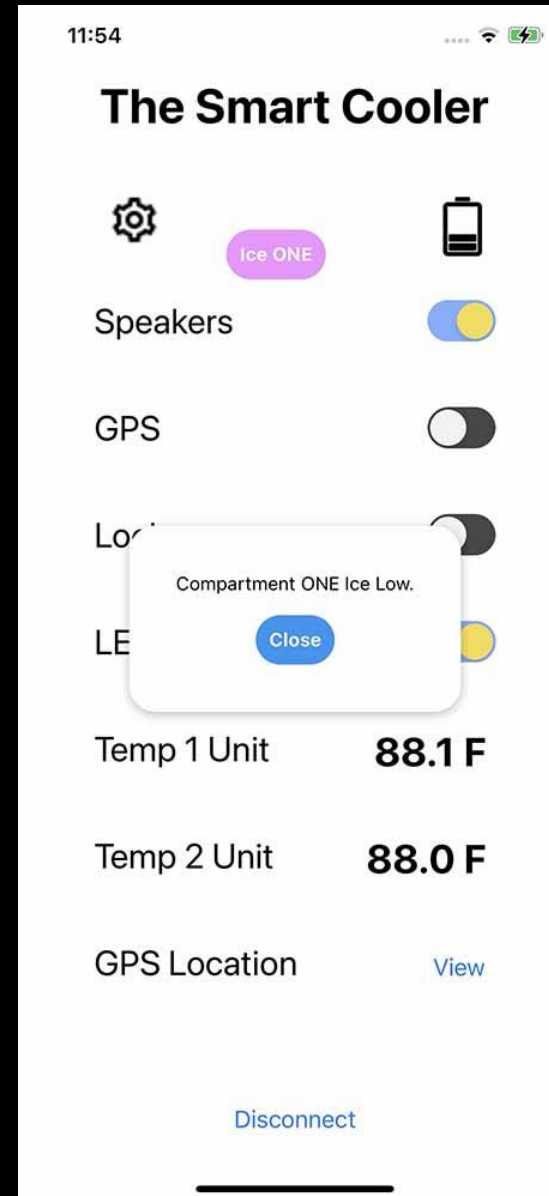 11:54
The Smart Cooler
Ice ONE
Speakers
GPS
Compartment ONE Ice Low.
Close
Temp 1 Unit 88.1 F
Temp 2 Unit 88.0 F
GPS Location View
Disconnect